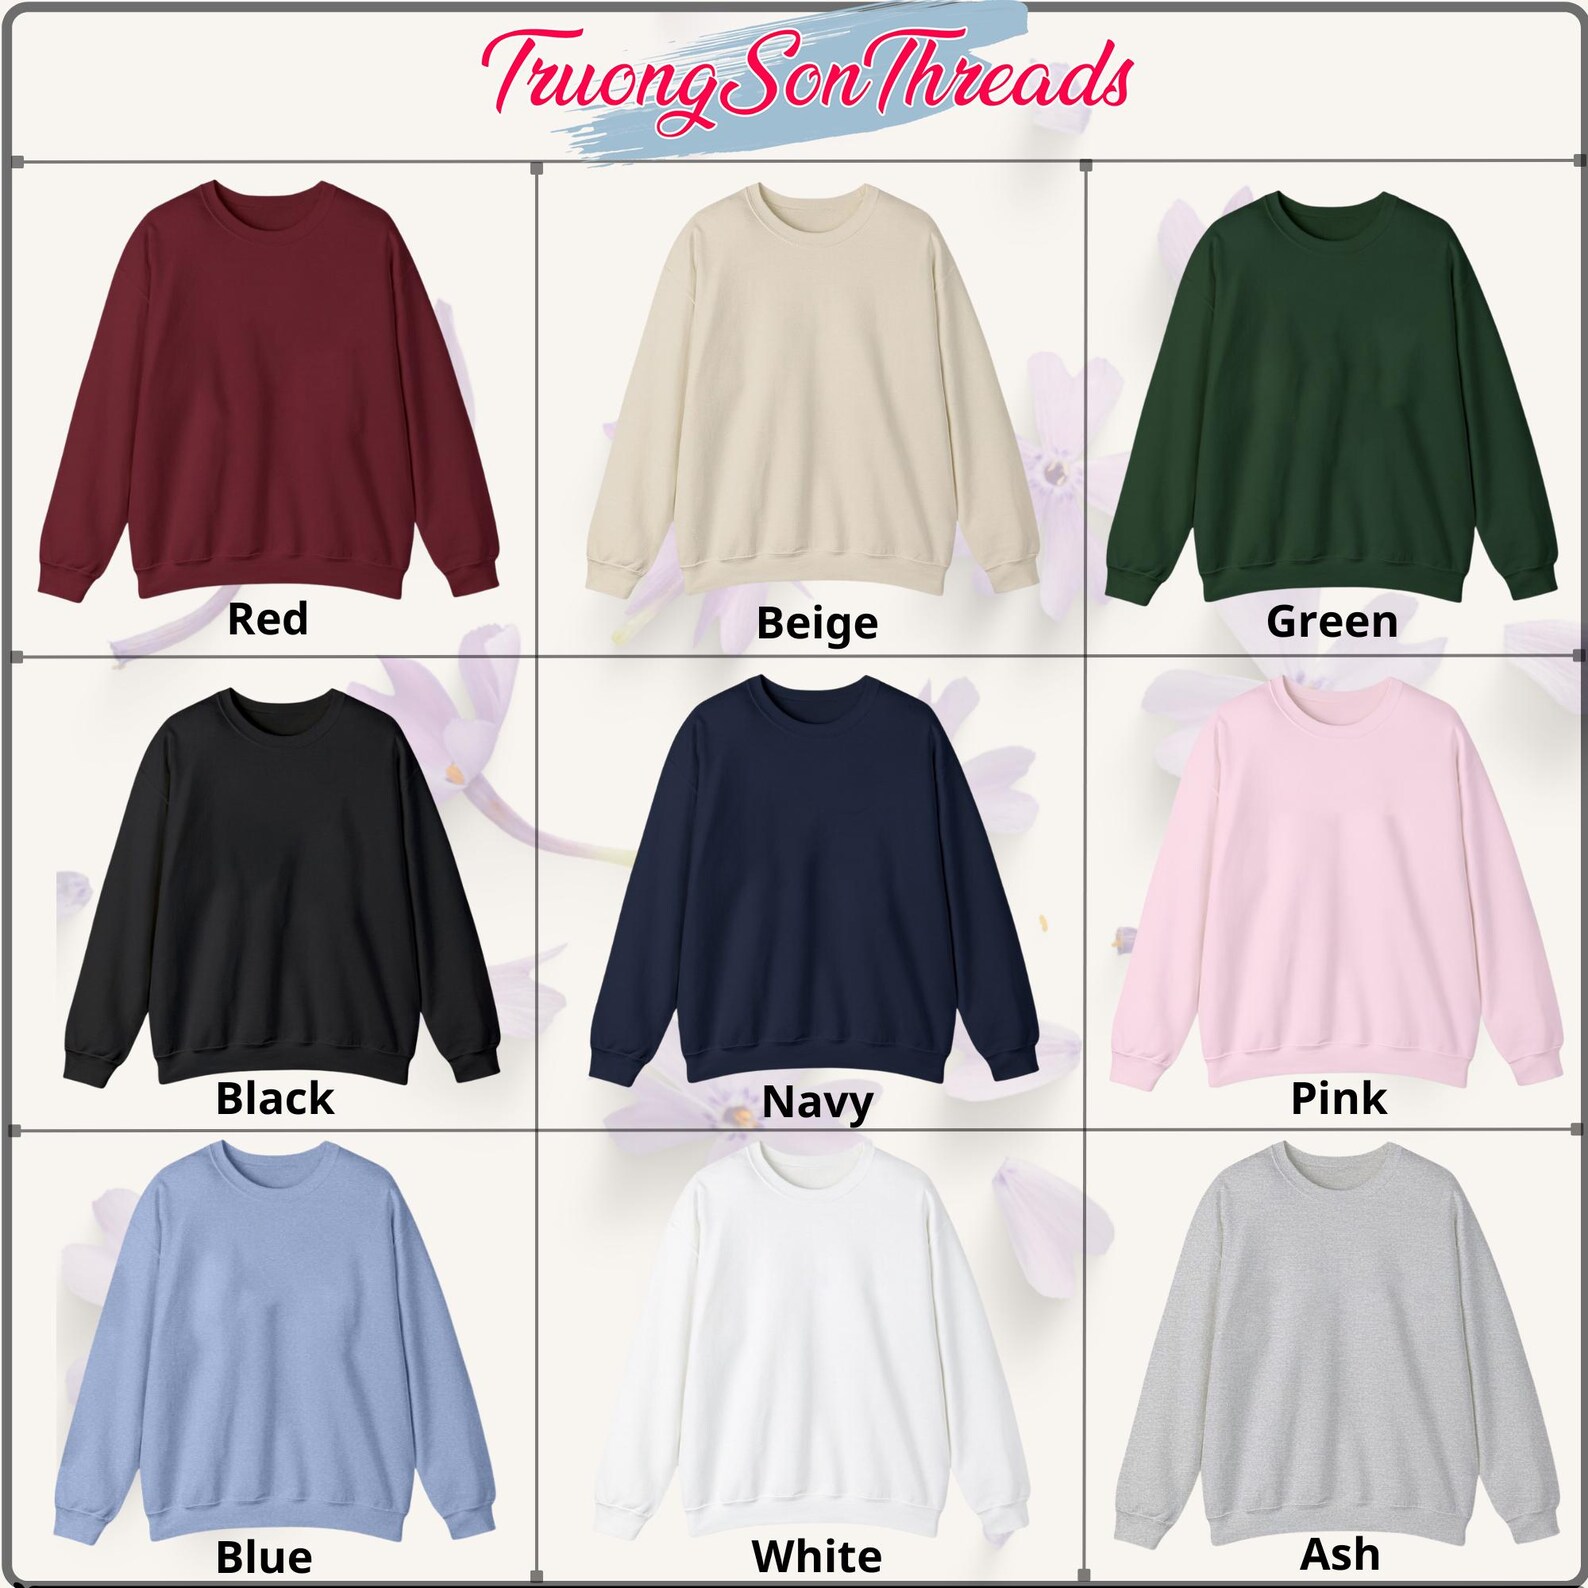 TruongSonThreads
Red
Beige
Green
Black
Navy
Pink
Blue
White
Ash